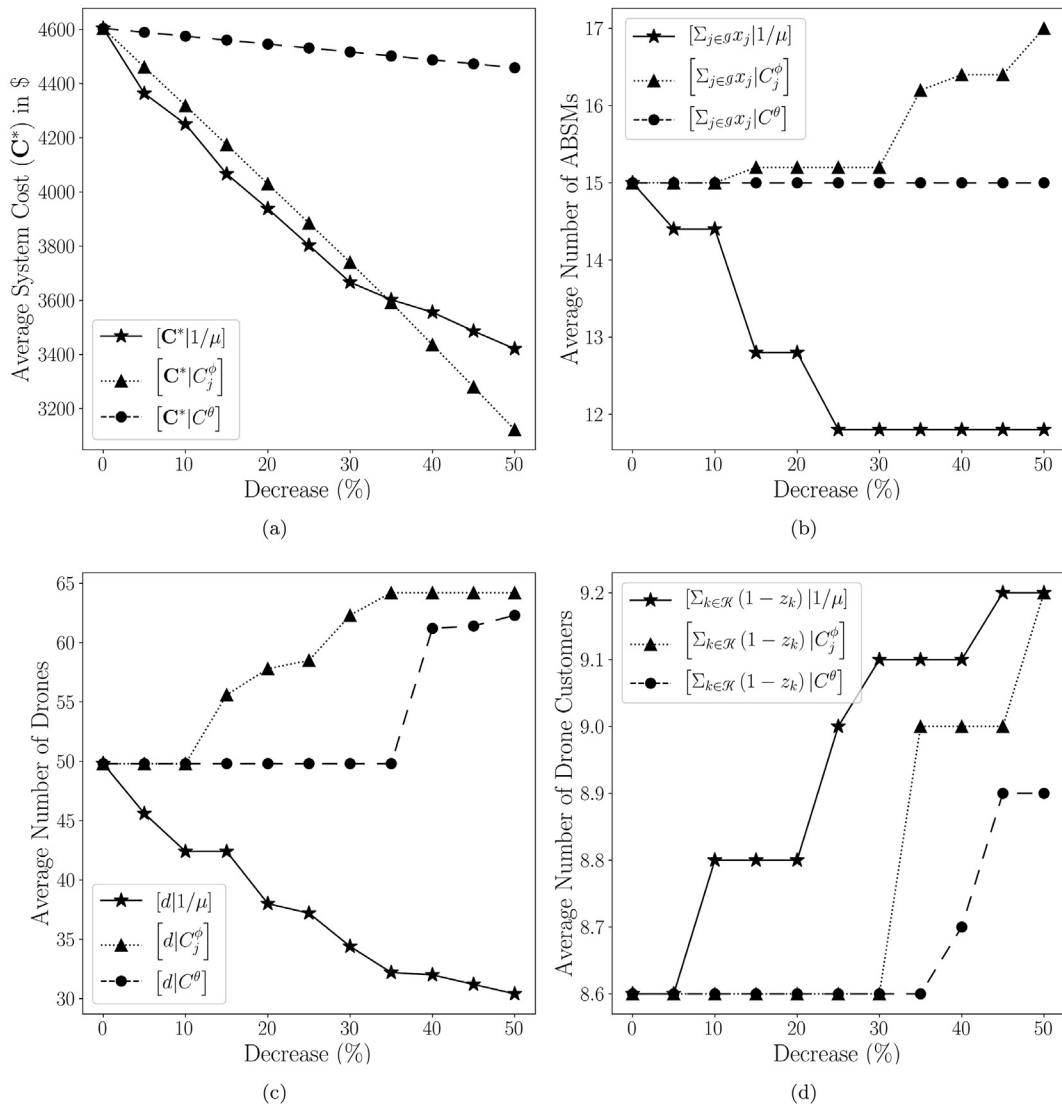 4600
4400
4200
4000
3800
3600
3400
3200
Average System Cost (C*) in $
[C*|1/μ]
[C*|C_j^ϕ]
[C*|C^θ]
0 10 20 30 40 50
Decrease (%)
(a)
17
16
15
14
13
12
Average Number of ABSMs
[Σ_{j∈𝒥} x_j|1/μ]
[Σ_{j∈𝒥} x_j|C_j^ϕ]
[Σ_{j∈𝒥} x_j|C^θ]
0 10 20 30 40 50
Decrease (%)
(b)
65
60
55
50
45
40
35
30
Average Number of Drones
[d|1/μ]
[d|C_j^ϕ]
[d|C^θ]
0 10 20 30 40 50
Decrease (%)
(c)
9.2
9.1
9.0
8.8
8.7
8.6
Average Number of Drone Customers
[Σ_{k∈𝒦} (1 − z_k) |1/μ]
[Σ_{k∈𝒦} (1 − z_k) |C_j^ϕ]
[Σ_{k∈𝒦} (1 − z_k) |C^θ]
0 10 20 30 40 50
Decrease (%)
(d)